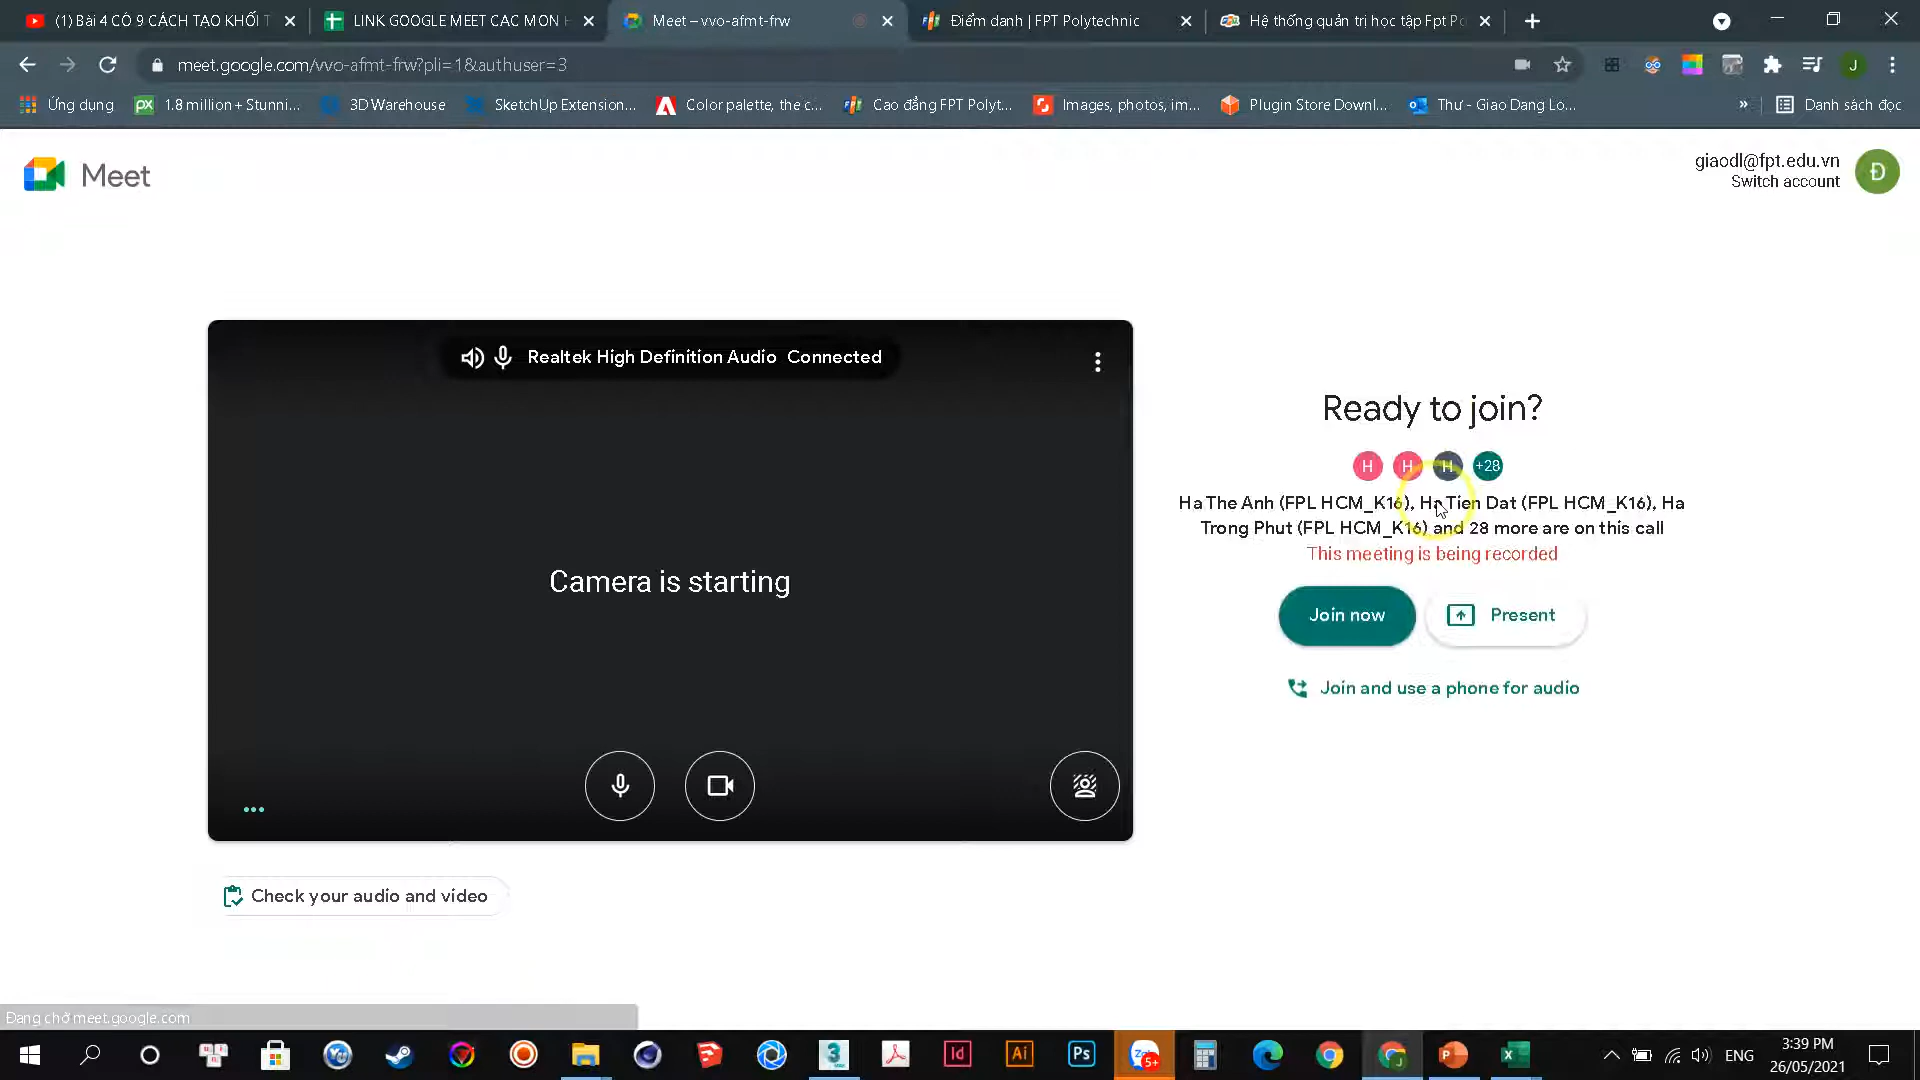 (1) Bài 4 CÓ 9 CÁCH TẠO KHỐI T
LINK GOOGLE MEET CAC MON H
Meet – vvo-afmt-frw
Điểm danh | FPT Polytechnic
Hệ thống quản trị học tập Fpt Po
meet.google.com/vvo-afmt-frw?pli=1&authuser=3
J
Ứng dụng
px
1.8 million+ Stunni...
3D Warehouse
SketchUp Extension...
Color palette, the c...
Cao đẳng FPT Polyt...
Images, photos, im...
Plugin Store Downl...
Thư - Giao Dang Lo...
»
Danh sách đọc
Meet
giaodl@fpt.edu.vn
Switch account
Đ
Realtek High Definition Audio Connected
Camera is starting
Ready to join?
H H H +28
Ha The Anh (FPL HCM_K16), Ha Tien Dat (FPL HCM_K16), Ha
Trong Phut (FPL HCM_K16) and 28 more are on this call
This meeting is being recorded
Join now
Present
Join and use a phone for audio
Check your audio and video
Đang chờ meet.google.com
Id
Ai
Ps
5+
ENG
3:39 PM
26/05/2021